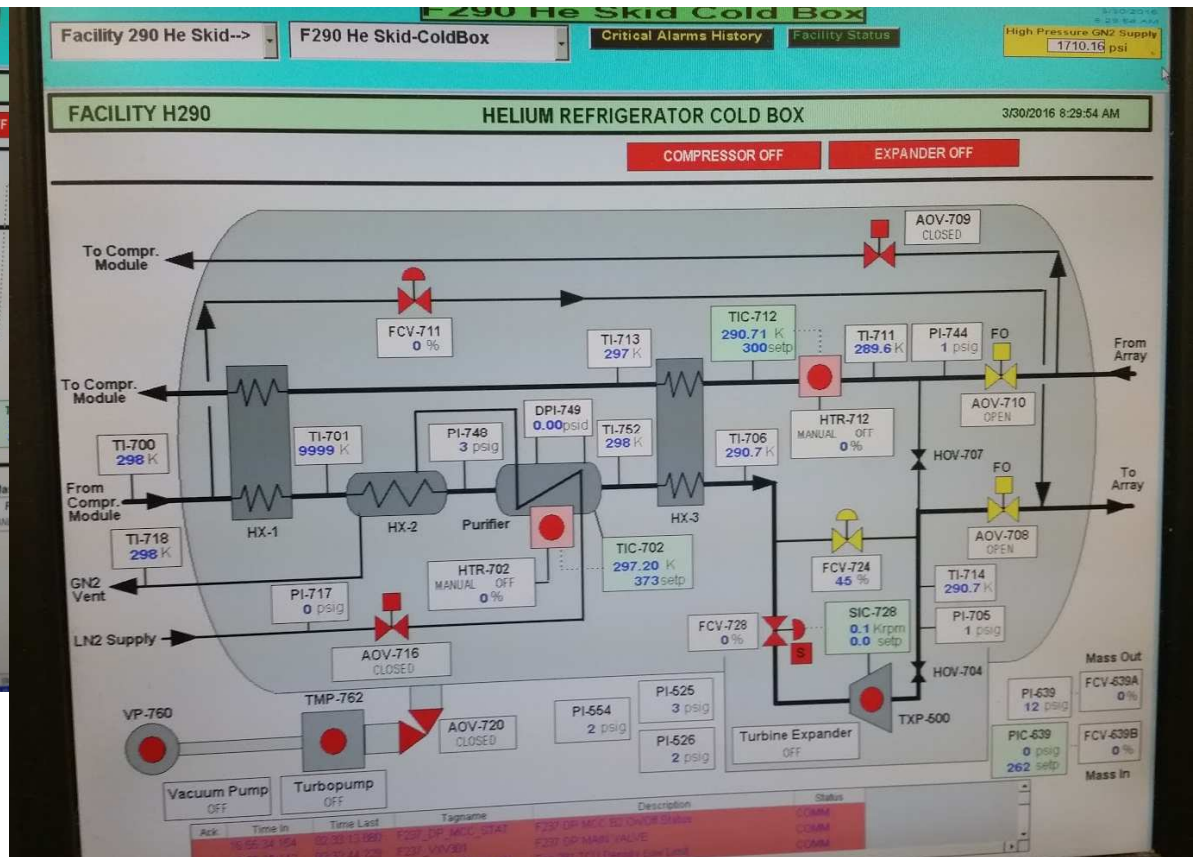 F290 He Skid Cold Box
Facility 290 He Skid-->
F290 He Skid-ColdBox
Critical Alarms History
Facility Status
High Pressure GN2 Supply
1710.16 psi
FACILITY H290
HELIUM REFRIGERATOR COLD BOX
3/30/2016 8:29:54 AM
COMPRESSOR OFF
EXPANDER OFF
AOV-709
CLOSED
To Compr.
Module
FCV-711
0 %
TI-713
297 K
TIC-712
290.71 K
300 setp
TI-711
289.6 K
PI-744
1 psig
FO
From
Array
To Compr.
Module
AOV-710
OPEN
HTR-712
MANUAL OFF
0 %
TI-700
298 K
TI-701
9999 K
PI-748
3 psig
DPI-749
0.00 psid
TI-752
298 K
TI-706
290.7 K
HOV-707
FO
To
Array
From
Compr.
Module
HX-1
HX-2
Purifier
HX-3
AOV-708
OPEN
TI-718
298 K
GN2
Vent
HTR-702
MANUAL OFF
0 %
TIC-702
297.20 K
373 setp
FCV-724
45 %
TI-714
290.7 K
PI-717
0 psig
LN2 Supply
AOV-716
CLOSED
FCV-728
0 %
S
SIC-728
0.1 Krpm
0.0 setp
PI-705
1 psig
HOV-704
Mass Out
VP-760
TMP-762
AOV-720
CLOSED
PI-554
2 psig
PI-525
3 psig
PI-526
2 psig
Turbine Expander
OFF
TXP-500
PI-639
12 psig
FCV-639A
0 %
PIC-639
0 psig
262 setp
FCV-639B
0 %
Mass In
Vacuum Pump
OFF
Turbopump
OFF
Ack
Time In
Time Last
Tagname
Description
Status
F237_DP_MCC_STAT
COMM
F237 DP MAIN VALVE
COMM